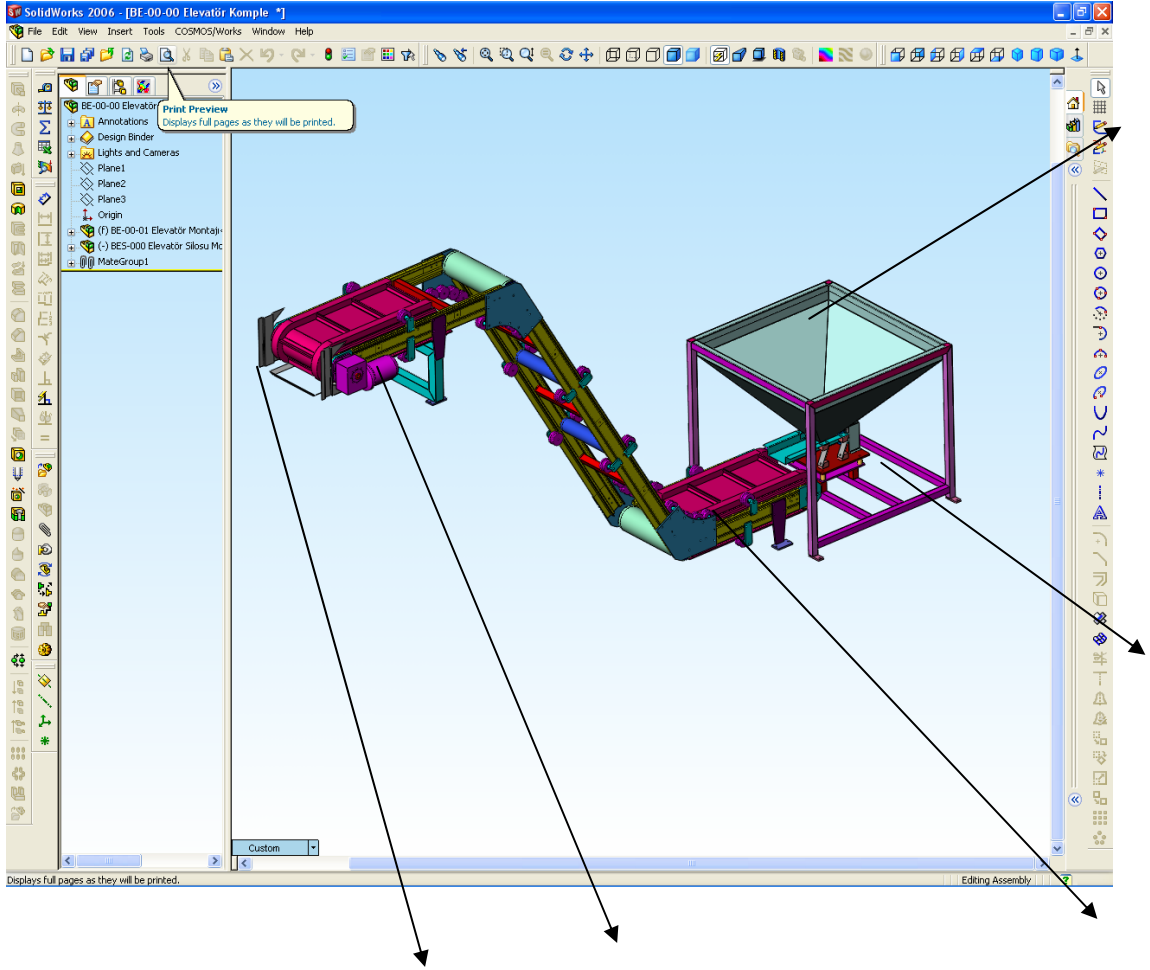 SolidWorks 2006 - [BE-00-00 Elevatör Komple *]
File Edit View Insert Tools COSMOS/Works Window Help
BE-00-00 Elevatör
Print Preview
Displays full pages as they will be printed.
Annotations
Design Binder
Lights and Cameras
Plane1
Plane2
Plane3
Origin
(f) BE-00-01 Elevatör Montajı
(-) BES-000 Elevatör Silosu Mo
MateGroup1
Custom
Displays full pages as they will be printed.
Editing Assembly